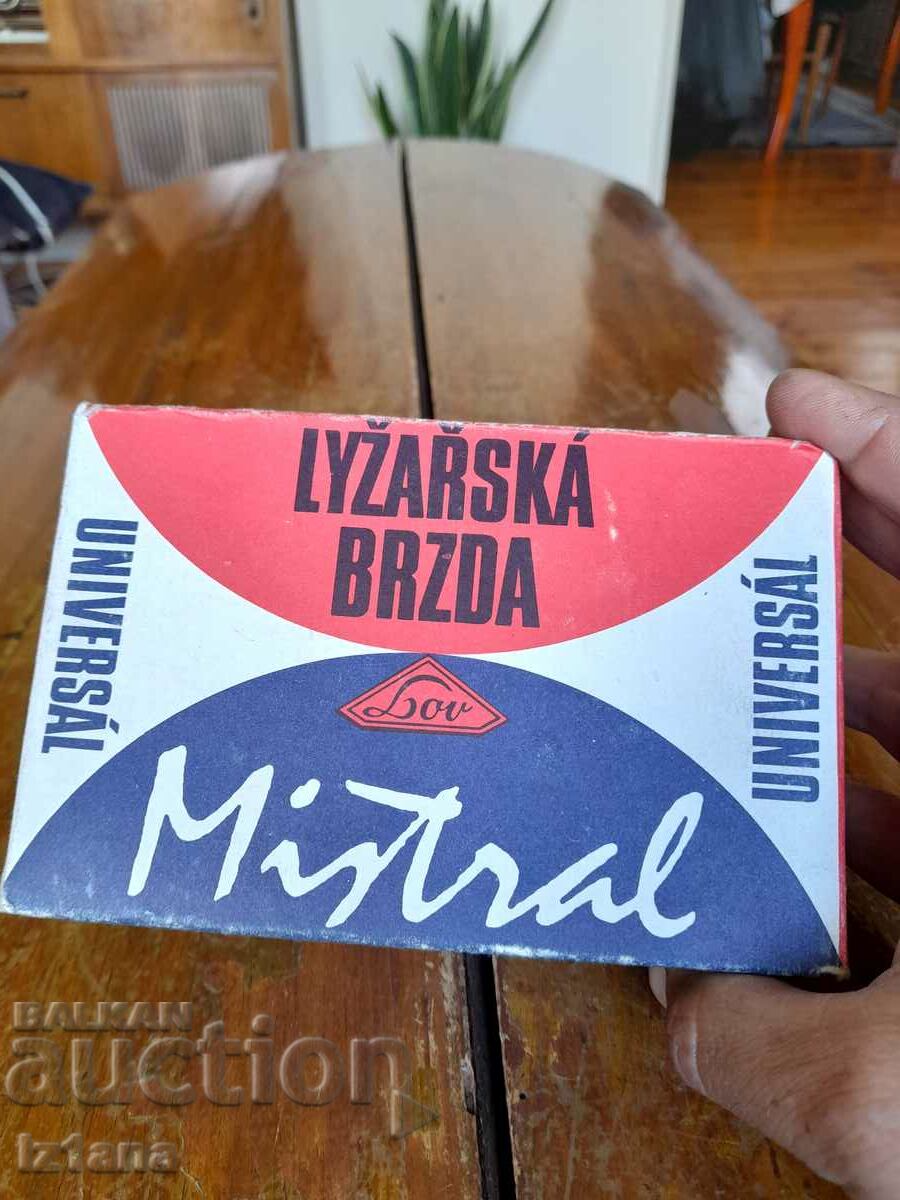 LYŽAŘSKÁ
BRZDA
UNIVERSÁL
UNIVERSÁL
Lov
Mistral
BALKAN
auction
iz1ana